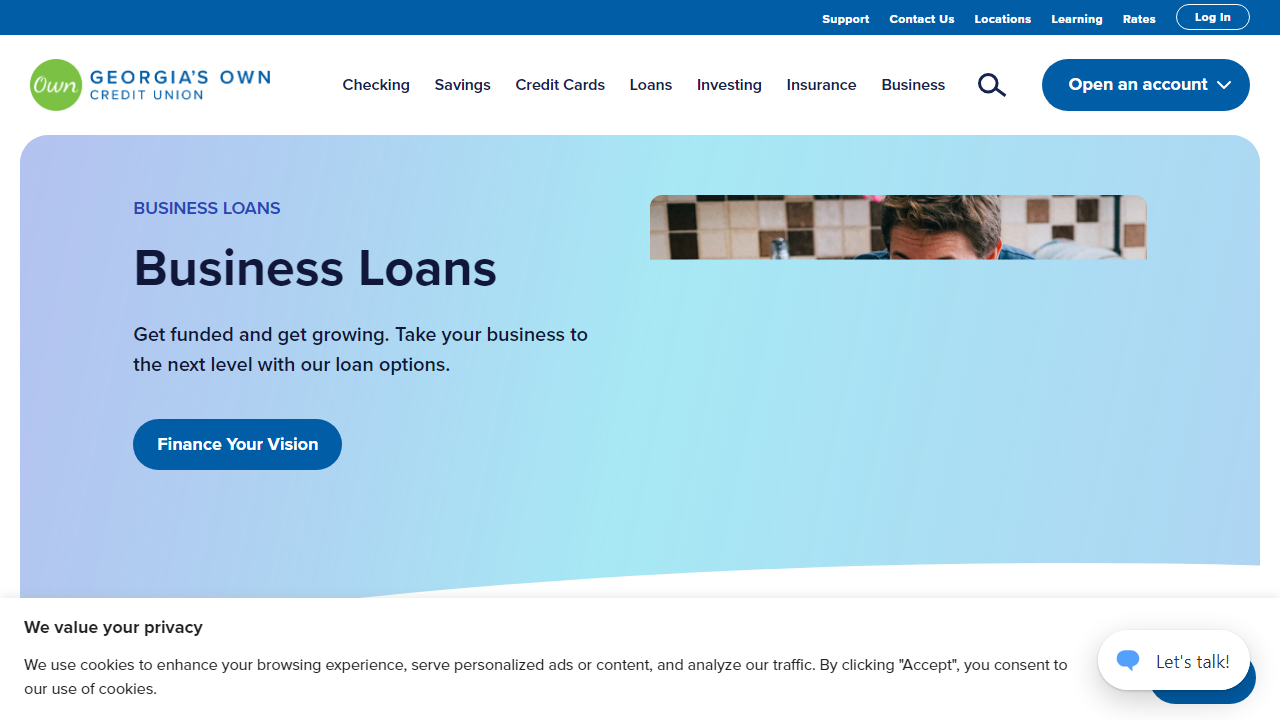 Support Contact Us Locations Learning Rates Log In
Own GEORGIA'S OWN
CREDIT UNION
Checking Savings Credit Cards Loans Investing Insurance Business Open an account
BUSINESS LOANS
Business Loans
Get funded and get growing. Take your business to
the next level with our loan options.
Finance Your Vision
We value your privacy
We use cookies to enhance your browsing experience, serve personalized ads or content, and analyze our traffic. By clicking "Accept", you consent to
our use of cookies.
Let's talk!